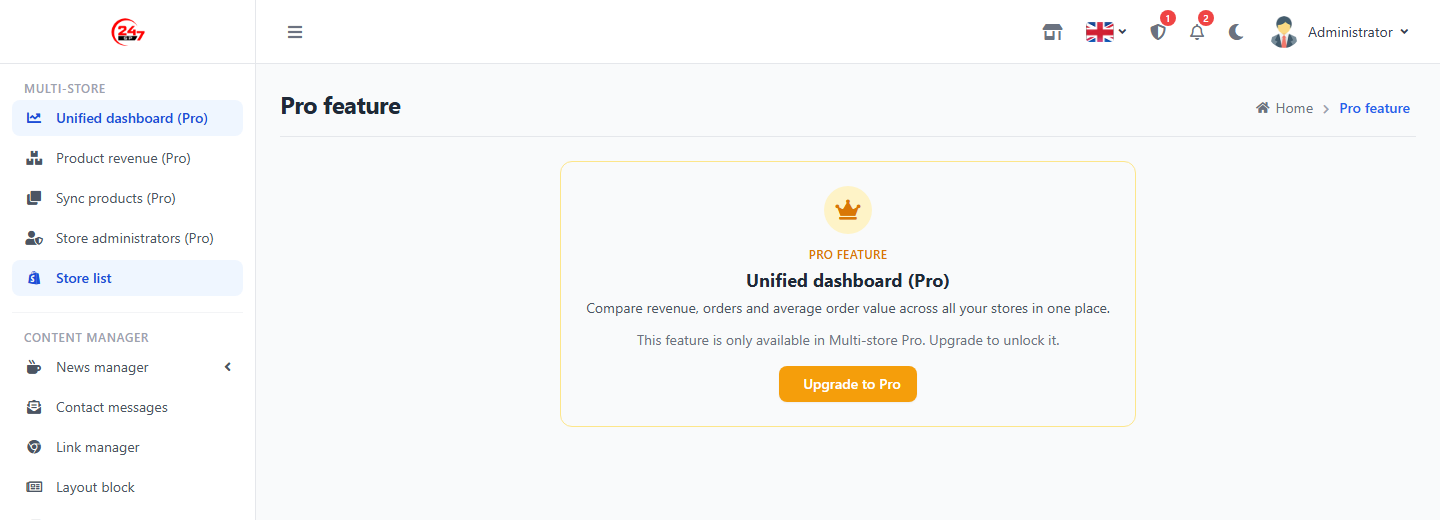 247
GP
1
2
Administrator
MULTI-STORE
Unified dashboard (Pro)
Product revenue (Pro)
Sync products (Pro)
Store administrators (Pro)
Store list
CONTENT MANAGER
News manager
Contact messages
Link manager
Layout block
Pro feature
Home
Pro feature
PRO FEATURE
Unified dashboard (Pro)
Compare revenue, orders and average order value across all your stores in one place.
This feature is only available in Multi-store Pro. Upgrade to unlock it.
Upgrade to Pro